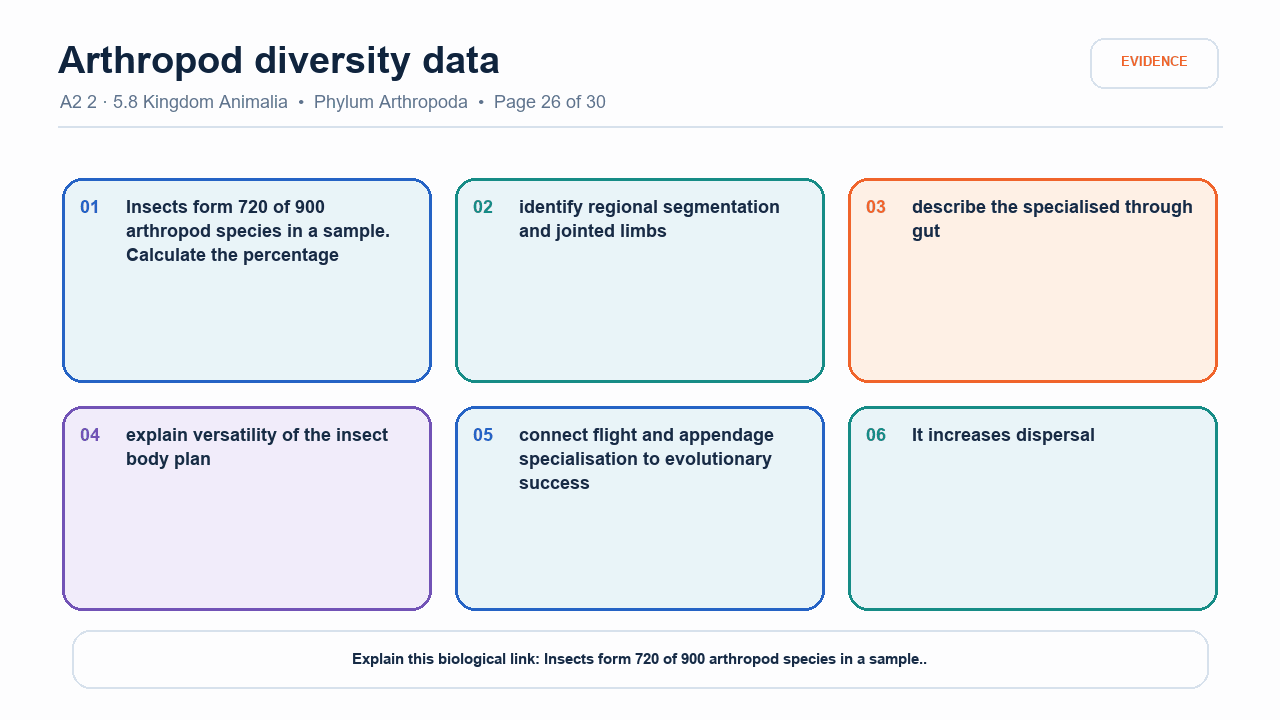 Arthropod diversity data
EVIDENCE
A2 2 · 5.8 Kingdom Animalia • Phylum Arthropoda • Page 26 of 30
01 Insects form 720 of 900
arthropod species in a sample.
Calculate the percentage
02 identify regional segmentation
and jointed limbs
03 describe the specialised through
gut
04 explain versatility of the insect
body plan
05 connect flight and appendage
specialisation to evolutionary
success
06 It increases dispersal
Explain this biological link: Insects form 720 of 900 arthropod species in a sample..